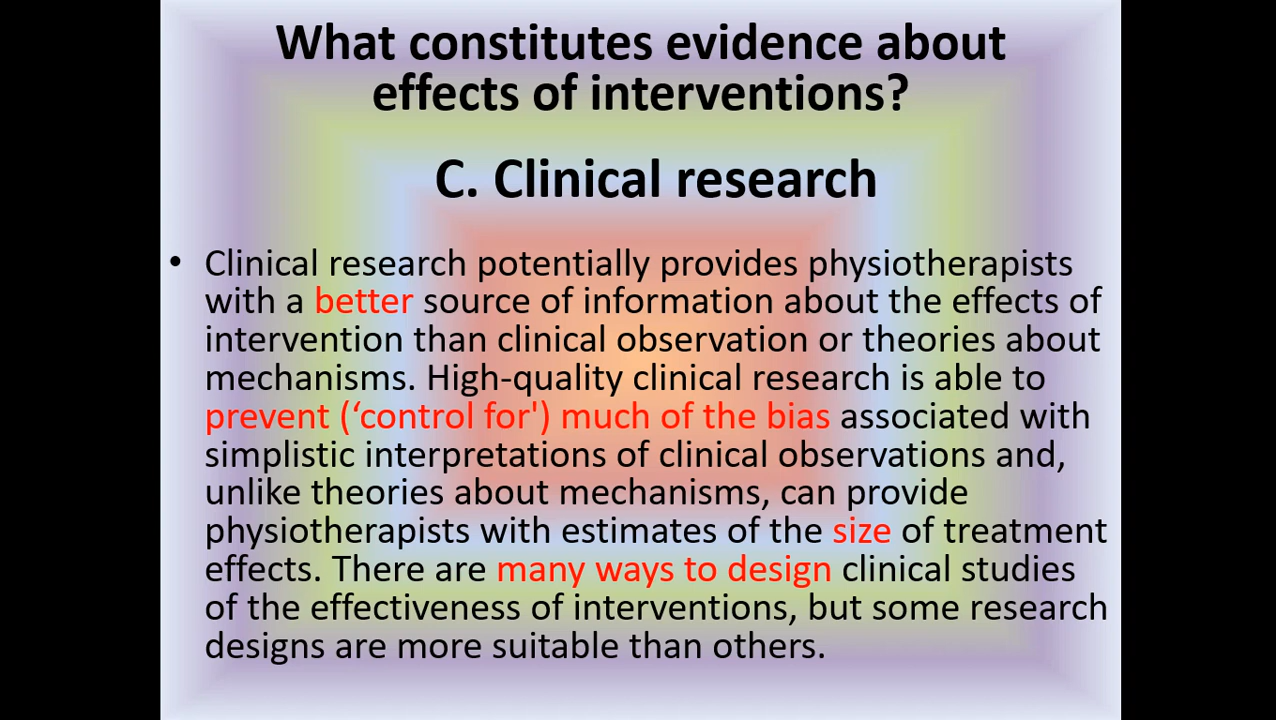 What constitutes evidence about
effects of interventions?
C. Clinical research
• Clinical research potentially provides physiotherapists
with a better source of information about the effects of
intervention than clinical observation or theories about
mechanisms. High-quality clinical research is able to
prevent (‘control for') much of the bias associated with
simplistic interpretations of clinical observations and,
unlike theories about mechanisms, can provide
physiotherapists with estimates of the size of treatment
effects. There are many ways to design clinical studies
of the effectiveness of interventions, but some research
designs are more suitable than others.